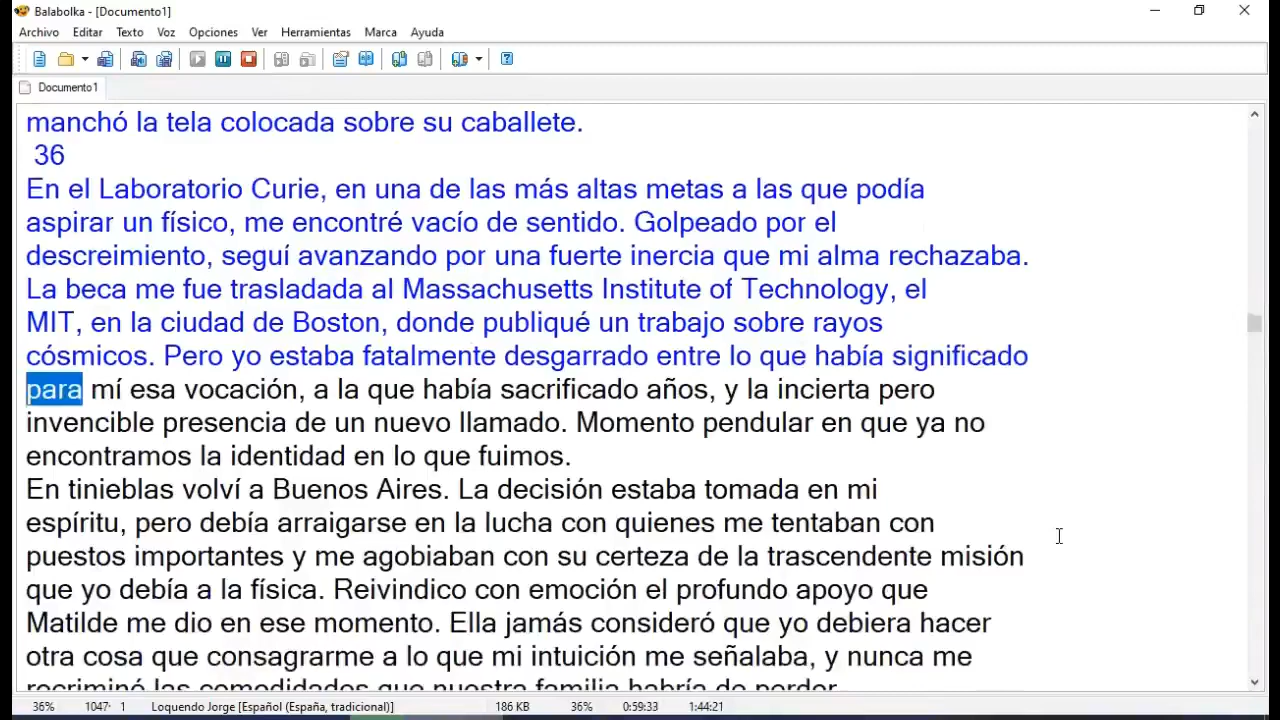 Balabolka - [Documento1]
Archivo Editar Texto Voz Opciones Ver Herramientas Marca Ayuda
Documento1
manchó la tela colocada sobre su caballete.
36
En el Laboratorio Curie, en una de las más altas metas a las que podía
aspirar un físico, me encontré vacío de sentido. Golpeado por el
descreimiento, seguí avanzando por una fuerte inercia que mi alma rechazaba.
La beca me fue trasladada al Massachusetts Institute of Technology, el
MIT, en la ciudad de Boston, donde publiqué un trabajo sobre rayos
cósmicos. Pero yo estaba fatalmente desgarrado entre lo que había significado
para mí esa vocación, a la que había sacrificado años, y la incierta pero
invencible presencia de un nuevo llamado. Momento pendular en que ya no
encontramos la identidad en lo que fuimos.
En tinieblas volví a Buenos Aires. La decisión estaba tomada en mi
espíritu, pero debía arraigarse en la lucha con quienes me tentaban con
puestos importantes y me agobiaban con su certeza de la trascendente misión
que yo debía a la física. Reivindico con emoción el profundo apoyo que
Matilde me dio en ese momento. Ella jamás consideró que yo debiera hacer
otra cosa que consagrarme a lo que mi intuición me señalaba, y nunca me
recriminó las comodidades que nuestra familia habría de perder
36% 1047 1 Loquendo Jorge [Español (España, tradicional)] 186 KB 36% 0:59:33 1:44:21